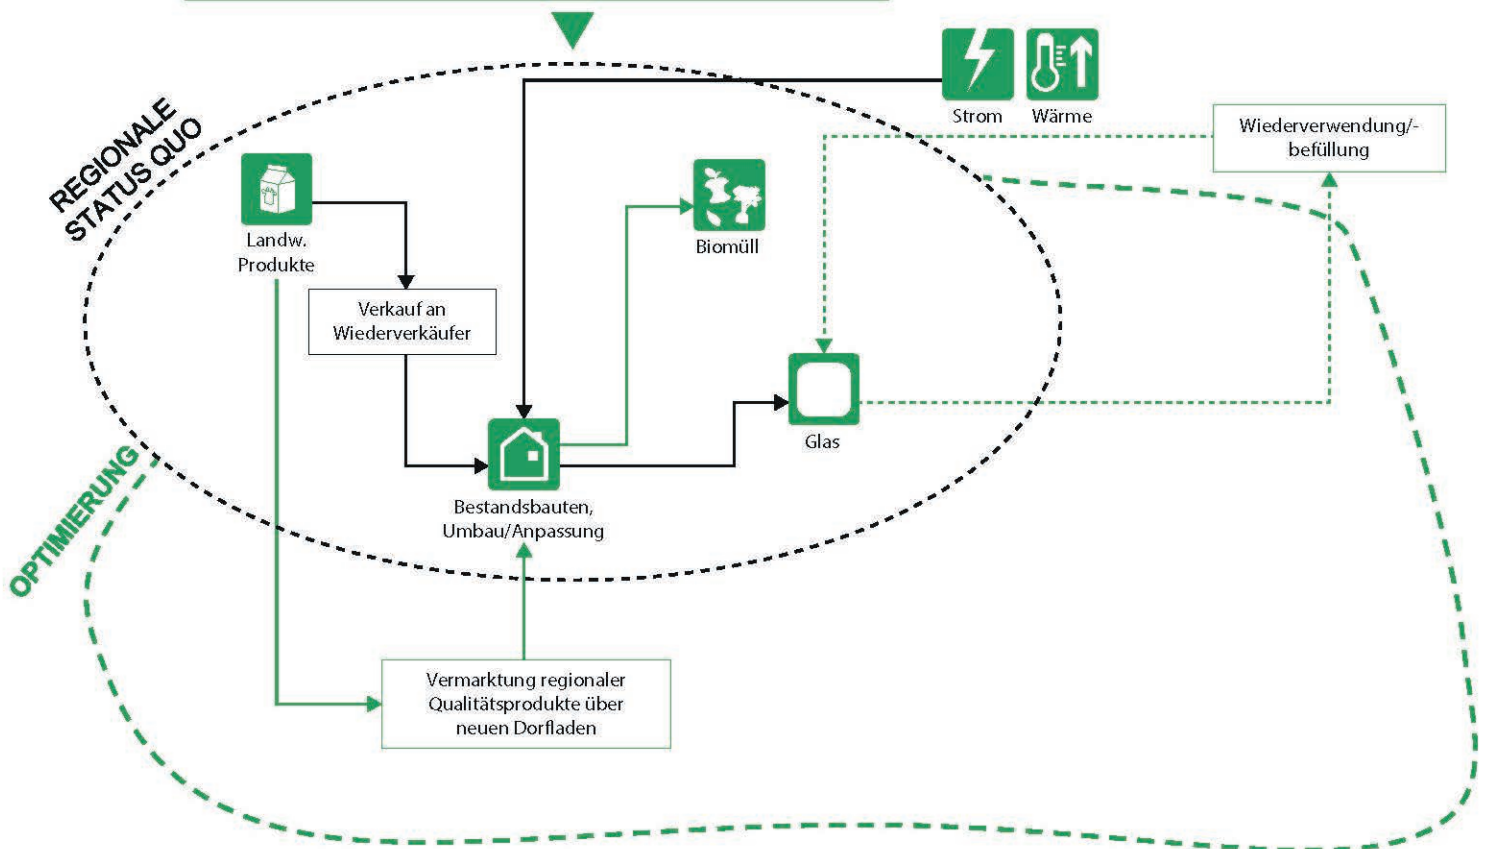 REGIONALE
STATUS QUO
Strom
Wärme
Wiederverwendung/-
befüllung
Landw.
Produkte
Biomüll
Verkauf an
Wiederverkäufer
Glas
Bestandsbauten,
Umbau/Anpassung
OPTIMIERUNG
Vermarktung regionaler
Qualitätsprodukte über
neuen Dorfladen